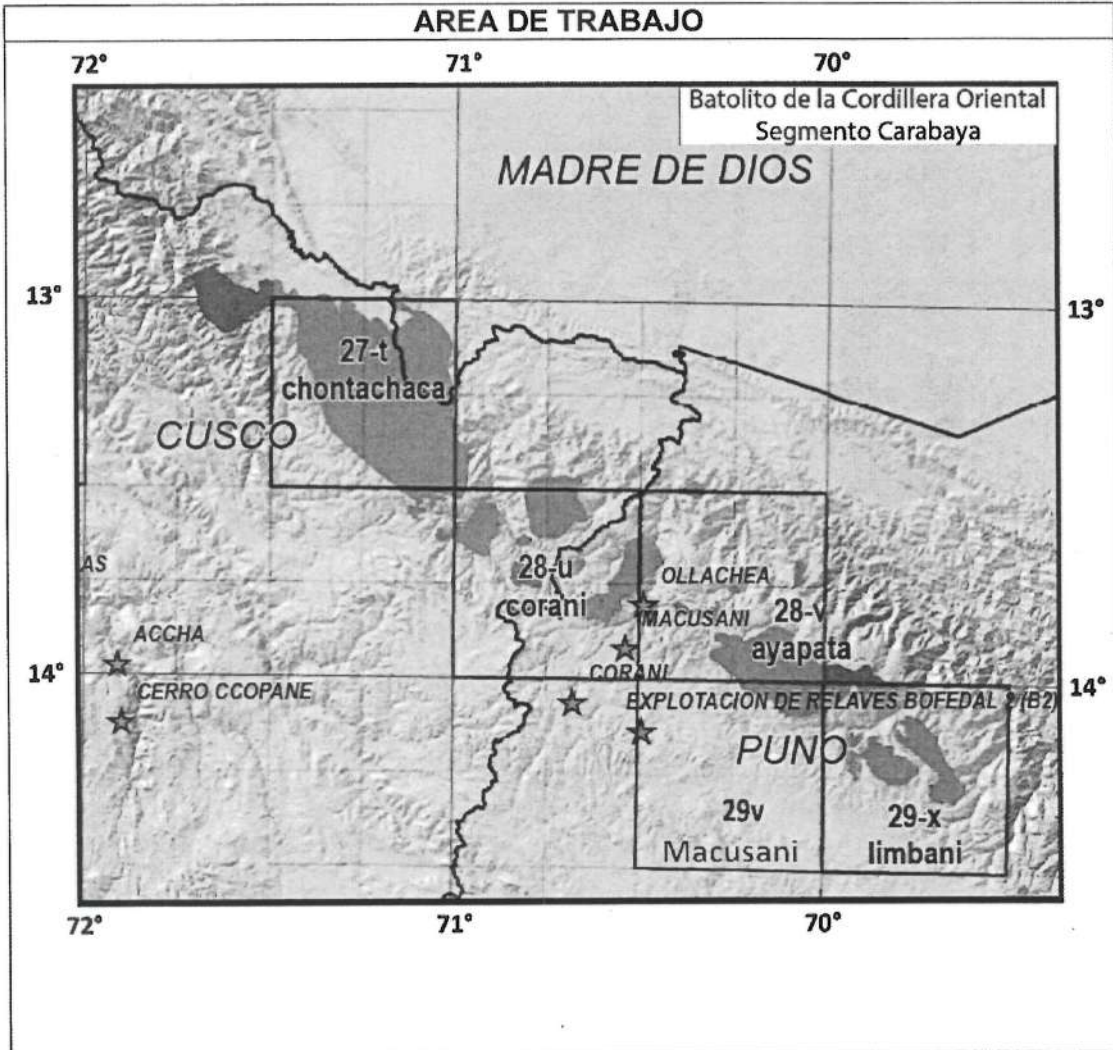 AREA DE TRABAJO
72°
71°
70°
Batolito de la Cordillera Oriental
Segmento Carabaya
MADRE DE DIOS
13°
13°
27-t
chontachaca
CUSCO
AS
28-u
corani
OLLACHEA
MACUSANI
28-v
ayapata
ACCHA
CORANI
14°
14°
CERRO CCOPANE
EXPLOTACION DE RELAVES BOFEDAL 2 (B2)
PUNO
29v
Macusani
29-x
limbani
72°
71°
70°